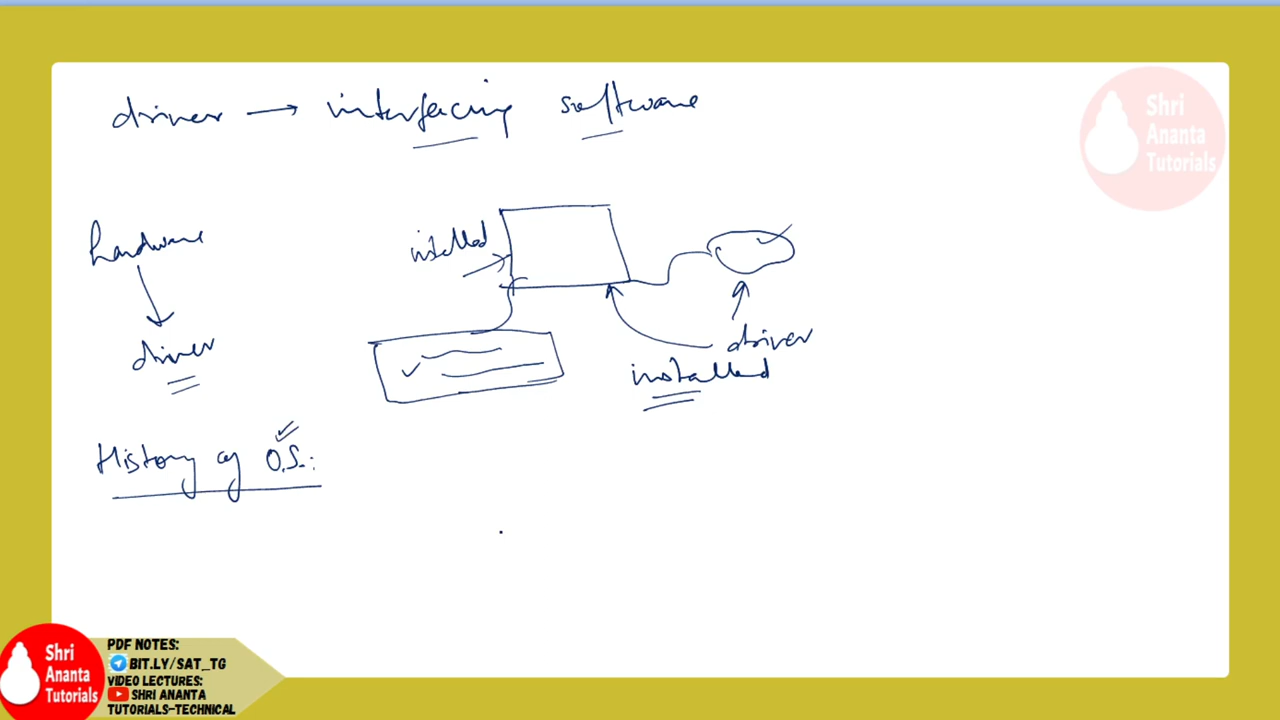 driver → interfacing software
Shri
Ananta
Tutorials
hardware
installed
driver
driver
installed
History of O.S.:
Shri
Ananta
Tutorials
PDF NOTES:
BIT.LY/SAT_TG
VIDEO LECTURES:
SHRI ANANTA
TUTORIALS-TECHNICAL